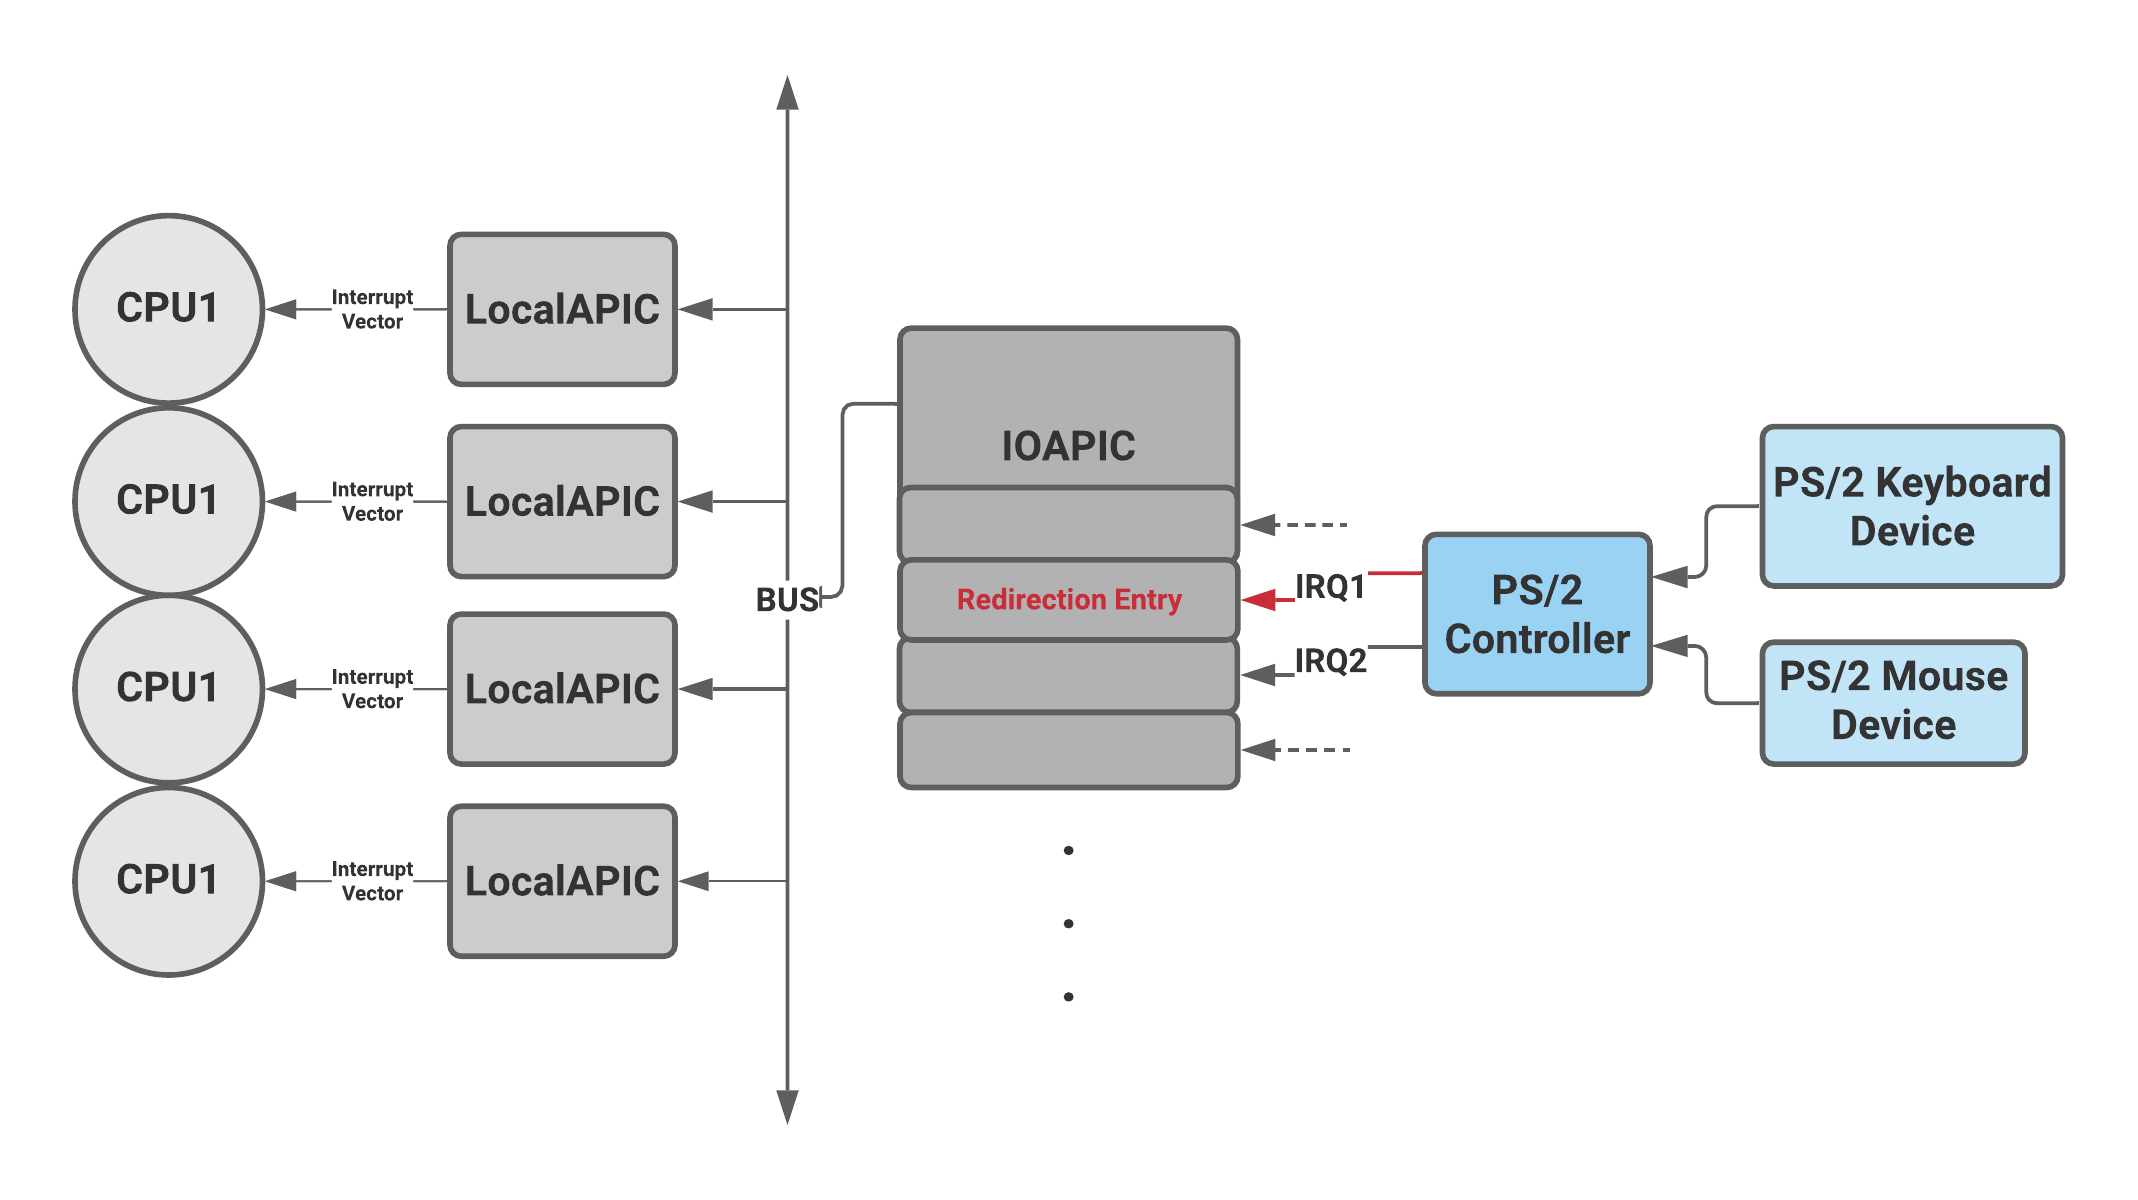 CPU1
Interrupt
Vector
LocalAPIC
CPU1
Interrupt
Vector
LocalAPIC
CPU1
Interrupt
Vector
LocalAPIC
CPU1
Interrupt
Vector
LocalAPIC
BUS
IOAPIC
Redirection Entry
IRQ1
IRQ2
PS/2
Controller
PS/2 Keyboard
Device
PS/2 Mouse
Device